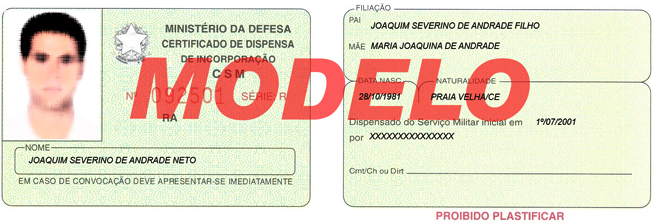 MINISTÉRIO DA DEFESA
CERTIFICADO DE DISPENSA
DE INCORPORAÇÃO
C S M
Nº 092501 SÉRIE: R
RA
NOME
JOAQUIM SEVERINO DE ANDRADE NETO
EM CASO DE CONVOCAÇÃO DEVE APRESENTAR-SE IMEDIATAMENTE
FILIAÇÃO
PAI JOAQUIM SEVERINO DE ANDRADE FILHO
MÃE MARIA JOAQUINA DE ANDRADE
DATA NASC. NATURALIDADE
28/10/1981 PRAIA VELHA/CE
Dispensado do Serviço Militar Inicial em 1º/07/2001
por XXXXXXXXXXXXXXX
Cmt/Ch ou Dirt
PROIBIDO PLASTIFICAR
MODELO